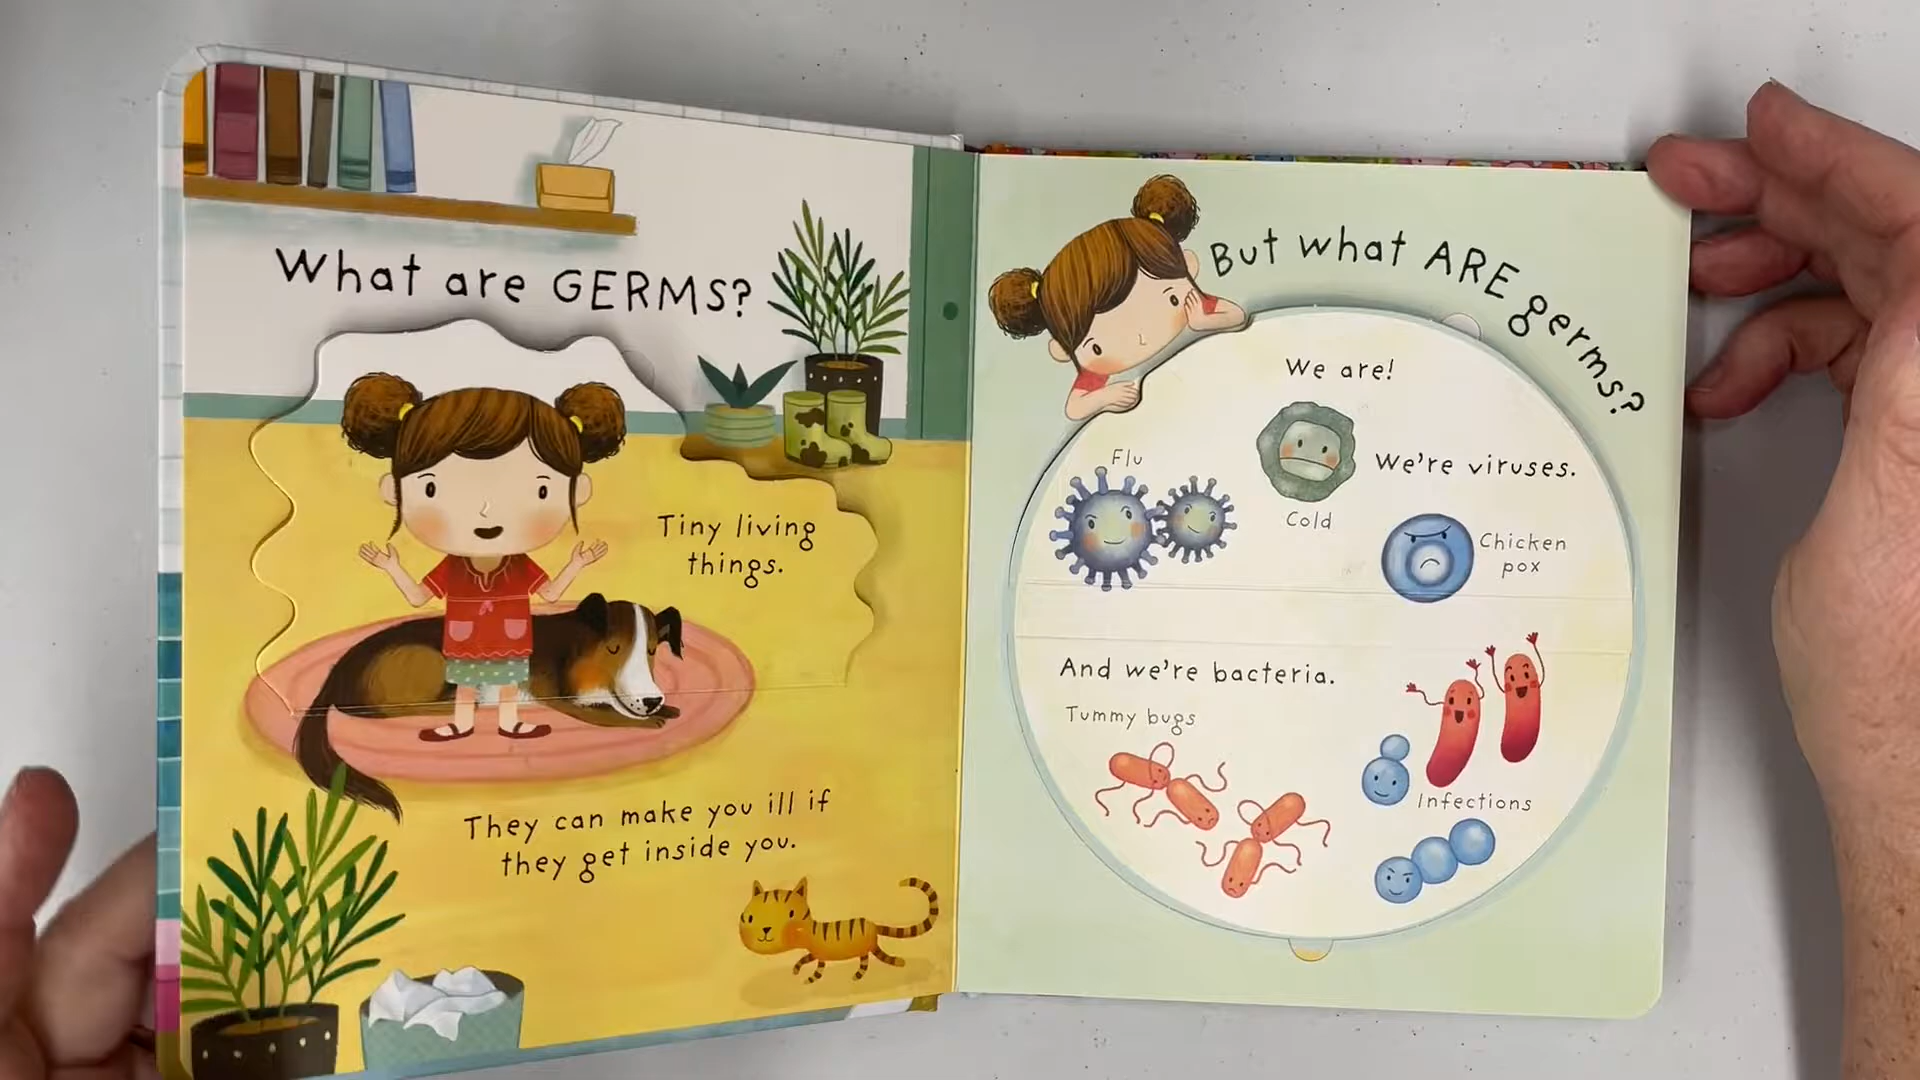 What are GERMS?
Tiny living
things.
They can make you ill if
they get inside you.
But what ARE germs?
We are!
Flu
We're viruses.
Cold
Chicken
pox
And we're bacteria.
Tummy bugs
Infections